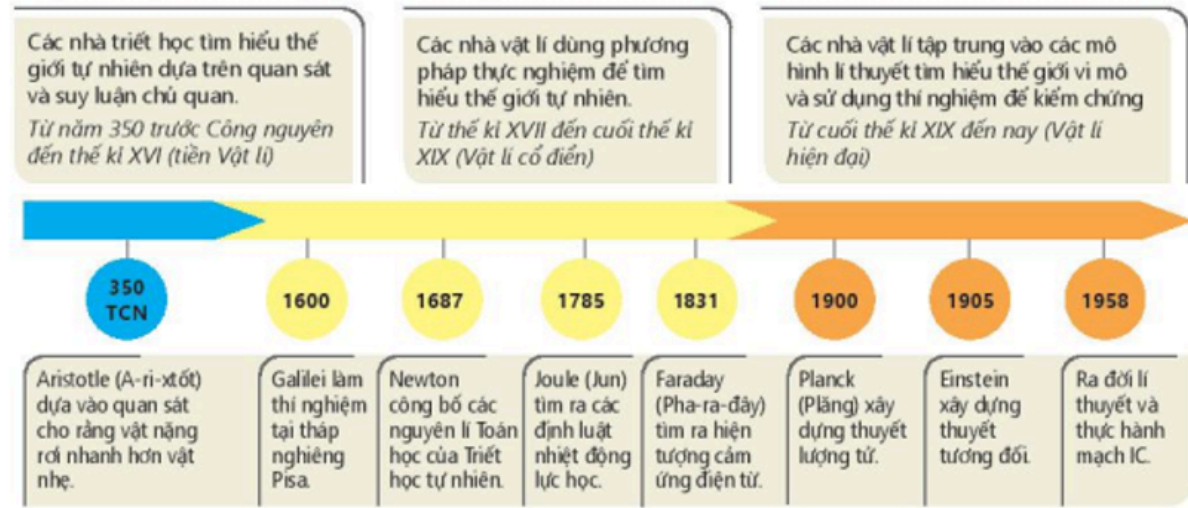 Các nhà triết học tìm hiểu thế
giới tự nhiên dựa trên quan sát
và suy luận chủ quan.
Từ năm 350 trước Công nguyên
đến thế kỉ XVI (tiền Vật lí)
Các nhà vật lí dùng phương
pháp thực nghiệm để tìm
hiểu thế giới tự nhiên.
Từ thế kỉ XVII đến cuối thế kỉ
XIX (Vật lí cổ điển)
Các nhà vật lí tập trung vào các mô
hình lí thuyết tìm hiểu thế giới vi mô
và sử dụng thí nghiệm để kiểm chứng
Từ cuối thế kỉ XIX đến nay (Vật lí
hiện đại)
350
TCN
1600
1687
1785
1831
1900
1905
1958
Aristotle (A-ri-xtốt)
dựa vào quan sát
cho rằng vật nặng
rơi nhanh hơn vật
nhẹ.
Galilei làm
thí nghiệm
tại tháp
nghiêng
Pisa.
Newton
công bố các
nguyên lí Toán
học của Triết
học tự nhiên.
Joule (Jun)
tìm ra các
định luật
nhiệt động
lực học.
Faraday
(Pha-ra-đây)
tìm ra hiện
tượng cảm
ứng điện từ.
Planck
(Plăng) xây
dựng thuyết
lượng tử.
Einstein
xây dựng
thuyết
tương đối.
Ra đời lí
thuyết và
thực hành
mạch IC.